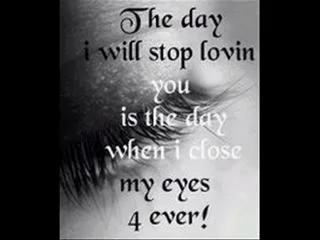 The day
i will stop lovin
you
is the day
when i close
my eyes
4 ever!